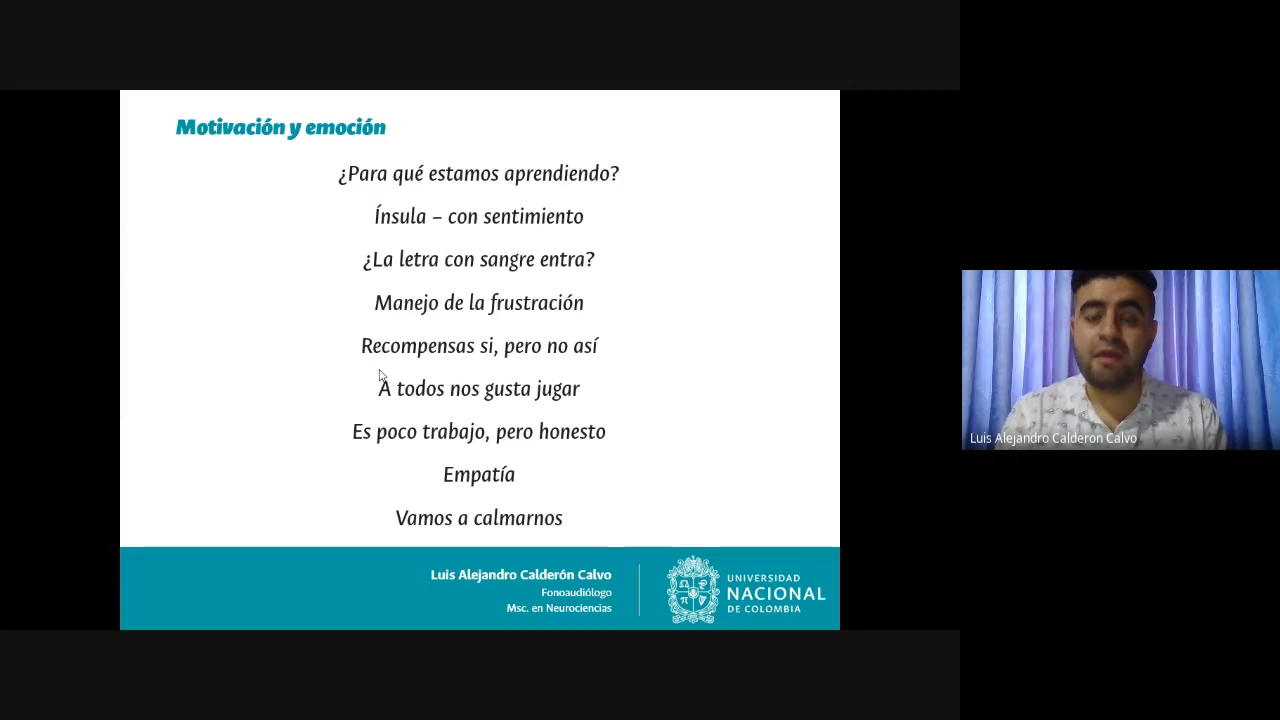 Motivación y emoción
¿Para qué estamos aprendiendo?
Ínsula – con sentimiento
¿La letra con sangre entra?
Manejo de la frustración
Recompensas si, pero no así
A todos nos gusta jugar
Es poco trabajo, pero honesto
Empatía
Vamos a calmarnos
Luis Alejandro Calderón Calvo
Fonoaudiólogo
Msc. en Neurociencias
UNIVERSIDAD
NACIONAL
DE COLOMBIA
Luis Alejandro Calderon Calvo